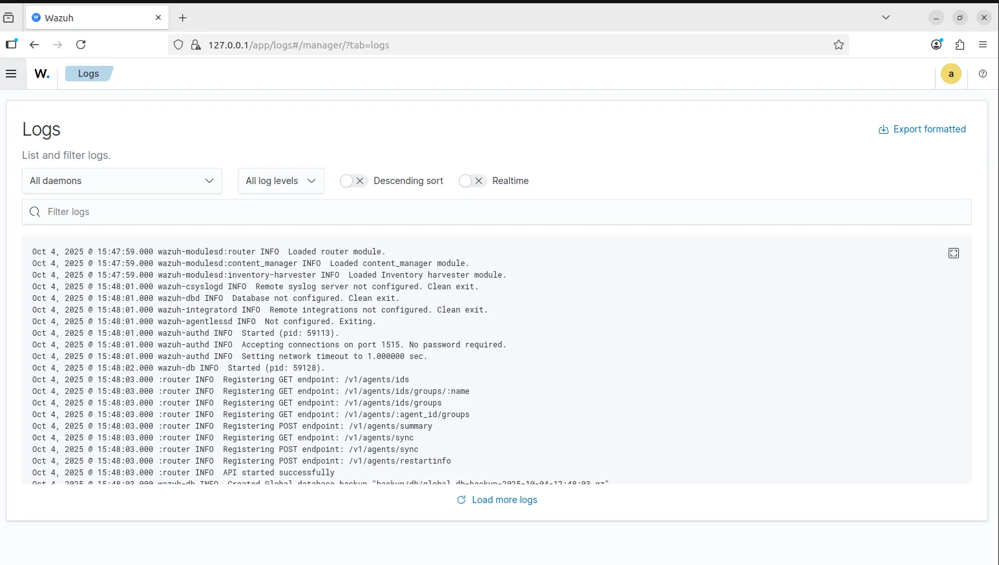 Wazuh
127.0.0.1/app/logs#/manager/?tab=logs
W. Logs a
Logs
Export formatted
List and filter logs.
All daemons All log levels Descending sort Realtime
Filter logs
Oct 4, 2025 @ 15:47:59.000 wazuh-modulesd:router INFO  Loaded router module.
Oct 4, 2025 @ 15:47:59.000 wazuh-modulesd:content_manager INFO  Loaded content_manager module.
Oct 4, 2025 @ 15:47:59.000 wazuh-modulesd:inventory-harvester INFO  Loaded Inventory harvester module.
Oct 4, 2025 @ 15:48:01.000 wazuh-csyslogd INFO  Remote syslog server not configured. Clean exit.
Oct 4, 2025 @ 15:48:01.000 wazuh-dbd INFO  Database not configured. Clean exit.
Oct 4, 2025 @ 15:48:01.000 wazuh-integratord INFO  Remote integrations not configured. Clean exit.
Oct 4, 2025 @ 15:48:01.000 wazuh-agentlessd INFO  Not configured. Exiting.
Oct 4, 2025 @ 15:48:01.000 wazuh-authd INFO  Started (pid: 59113).
Oct 4, 2025 @ 15:48:01.000 wazuh-authd INFO  Accepting connections on port 1515. No password required.
Oct 4, 2025 @ 15:48:01.000 wazuh-authd INFO  Setting network timeout to 1.000000 sec.
Oct 4, 2025 @ 15:48:02.000 wazuh-db INFO  Started (pid: 59128).
Oct 4, 2025 @ 15:48:03.000 :router INFO  Registering GET endpoint: /v1/agents/ids
Oct 4, 2025 @ 15:48:03.000 :router INFO  Registering GET endpoint: /v1/agents/ids/groups/:name
Oct 4, 2025 @ 15:48:03.000 :router INFO  Registering GET endpoint: /v1/agents/ids/groups
Oct 4, 2025 @ 15:48:03.000 :router INFO  Registering GET endpoint: /v1/agents/:agent_id/groups
Oct 4, 2025 @ 15:48:03.000 :router INFO  Registering POST endpoint: /v1/agents/summary
Oct 4, 2025 @ 15:48:03.000 :router INFO  Registering GET endpoint: /v1/agents/sync
Oct 4, 2025 @ 15:48:03.000 :router INFO  Registering POST endpoint: /v1/agents/sync
Oct 4, 2025 @ 15:48:03.000 :router INFO  Registering POST endpoint: /v1/agents/restartinfo
Oct 4, 2025 @ 15:48:03.000 :router INFO  API started successfully
Oct 4, 2025 @ 15:48:03.000 wazuh-db INFO  Created Global database backup "backup/db/global.db-backup-2025-10-04-12:48:03.gz"
Load more logs